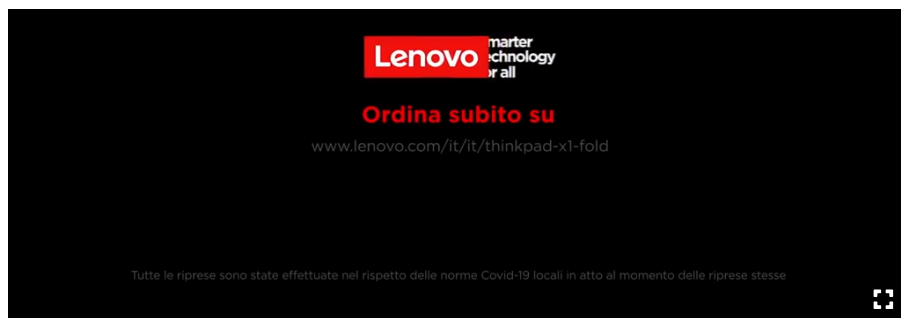 Lenovo
marter
echnology
or all
Ordina subito su
www.lenovo.com/it/it/thinkpad-x1-fold
Tutte le riprese sono state effettuate nel rispetto delle norme Covid-19 locali in atto al momento delle riprese stesse